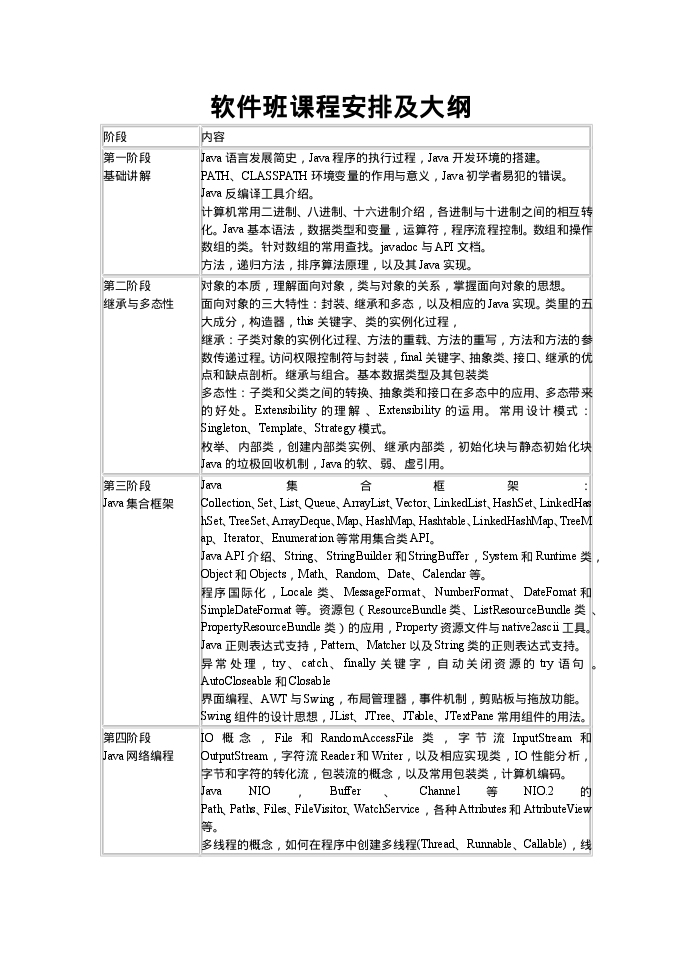 软件班课程安排及大纲
阶段
内容
第一阶段
基础讲解
Java 语言发展简史，Java 程序的执行过程，Java 开发环境的搭建。
PATH、CLASSPATH 环境变量的作用与意义，Java 初学者易犯的错误。
Java 反编译工具介绍。
计算机常用二进制、八进制、十六进制介绍，各进制与十进制之间的相互转
化。Java 基本语法，数据类型和变量，运算符，程序流程控制。数组和操作
数组的类。针对数组的常用查找。javadoc 与 API 文档。
方法，递归方法，排序算法原理，以及其 Java 实现。
第二阶段
继承与多态性
对象的本质，理解面向对象，类与对象的关系，掌握面向对象的思想。
面向对象的三大特性：封装、继承和多态，以及相应的 Java 实现。类里的五
大成分，构造器，this 关键字、类的实例化过程，
继承：子类对象的实例化过程、方法的重载、方法的重写，方法和方法的参
数传递过程。访问权限控制符与封装，final 关键字、抽象类、接口、继承的优
点和缺点剖析。继承与组合。基本数据类型及其包装类
多态性：子类和父类之间的转换、抽象类和接口在多态中的应用、多态带来
的好处。Extensibility 的理解 、Extensibility 的运用。常用设计模式：
Singleton、Template、Strategy 模式。
枚举、内部类，创建内部类实例、继承内部类，初始化块与静态初始化块
Java 的垃极回收机制，Java 的软、弱、虚引用。
第三阶段
Java 集合框架
Java 集 合 框 架 ：
Collection、Set、List、Queue、ArrayList、Vector、LinkedList、HashSet、LinkedHas
hSet、TreeSet、ArrayDeque、Map、HashMap、Hashtable、LinkedHashMap、TreeM
ap、Iterator、Enumeration 等常用集合类 API。
Java API 介绍、String、StringBuilder 和 StringBuffer，System 和 Runtime 类，
Object 和 Objects，Math、Random、Date、Calendar 等。
程序国际化，Locale 类、MessageFormat、NumberFormat、DateFomat 和
SimpleDateFormat 等。资源包（ResourceBundle 类、ListResourceBundle 类 、
PropertyResourceBundle 类）的应用，Property 资源文件与 native2ascii 工具。
Java 正则表达式支持，Pattern、Matcher 以及 String 类的正则表达式支持。
异常处理，try、catch、finally 关键字，自动关闭资源的 try 语句 。
AutoCloseable 和 Closable
界面编程、AWT 与 Swing，布局管理器，事件机制，剪贴板与拖放功能。
Swing 组件的设计思想，JList、JTree、JTable、JTextPane 常用组件的用法。
第四阶段
Java 网络编程
IO 概念，File 和 RandomAccessFile 类，字节流 InputStream 和
OutputStream，字符流 Reader 和 Writer，以及相应实现类，IO 性能分析，
字节和字符的转化流，包装流的概念，以及常用包装类，计算机编码。
Java NIO ，Buffer 、Channel 等 NIO.2 的
Path、Paths、Files、FileVisitor、WatchService，各种 Attributes 和 AttributeView
等。
多线程的概念，如何在程序中创建多线程(Thread、Runnable、Callable)，线